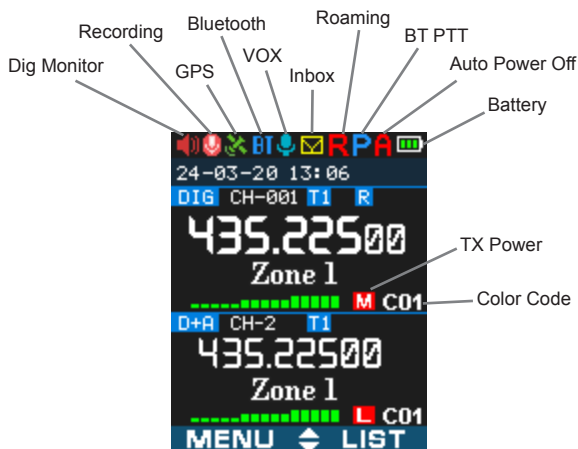 Roaming
Bluetooth
Recording
BT PTT
VOX
Dig Monitor
GPS
Inbox
Auto Power Off
Battery
BT R P A
24-03-20 13:06
DIG CH-001 T1 R
435.22500
Zone 1
TX Power
M C01
Color Code
D+A CH-2 T1
435.22500
Zone 1
L C01
MENU LIST